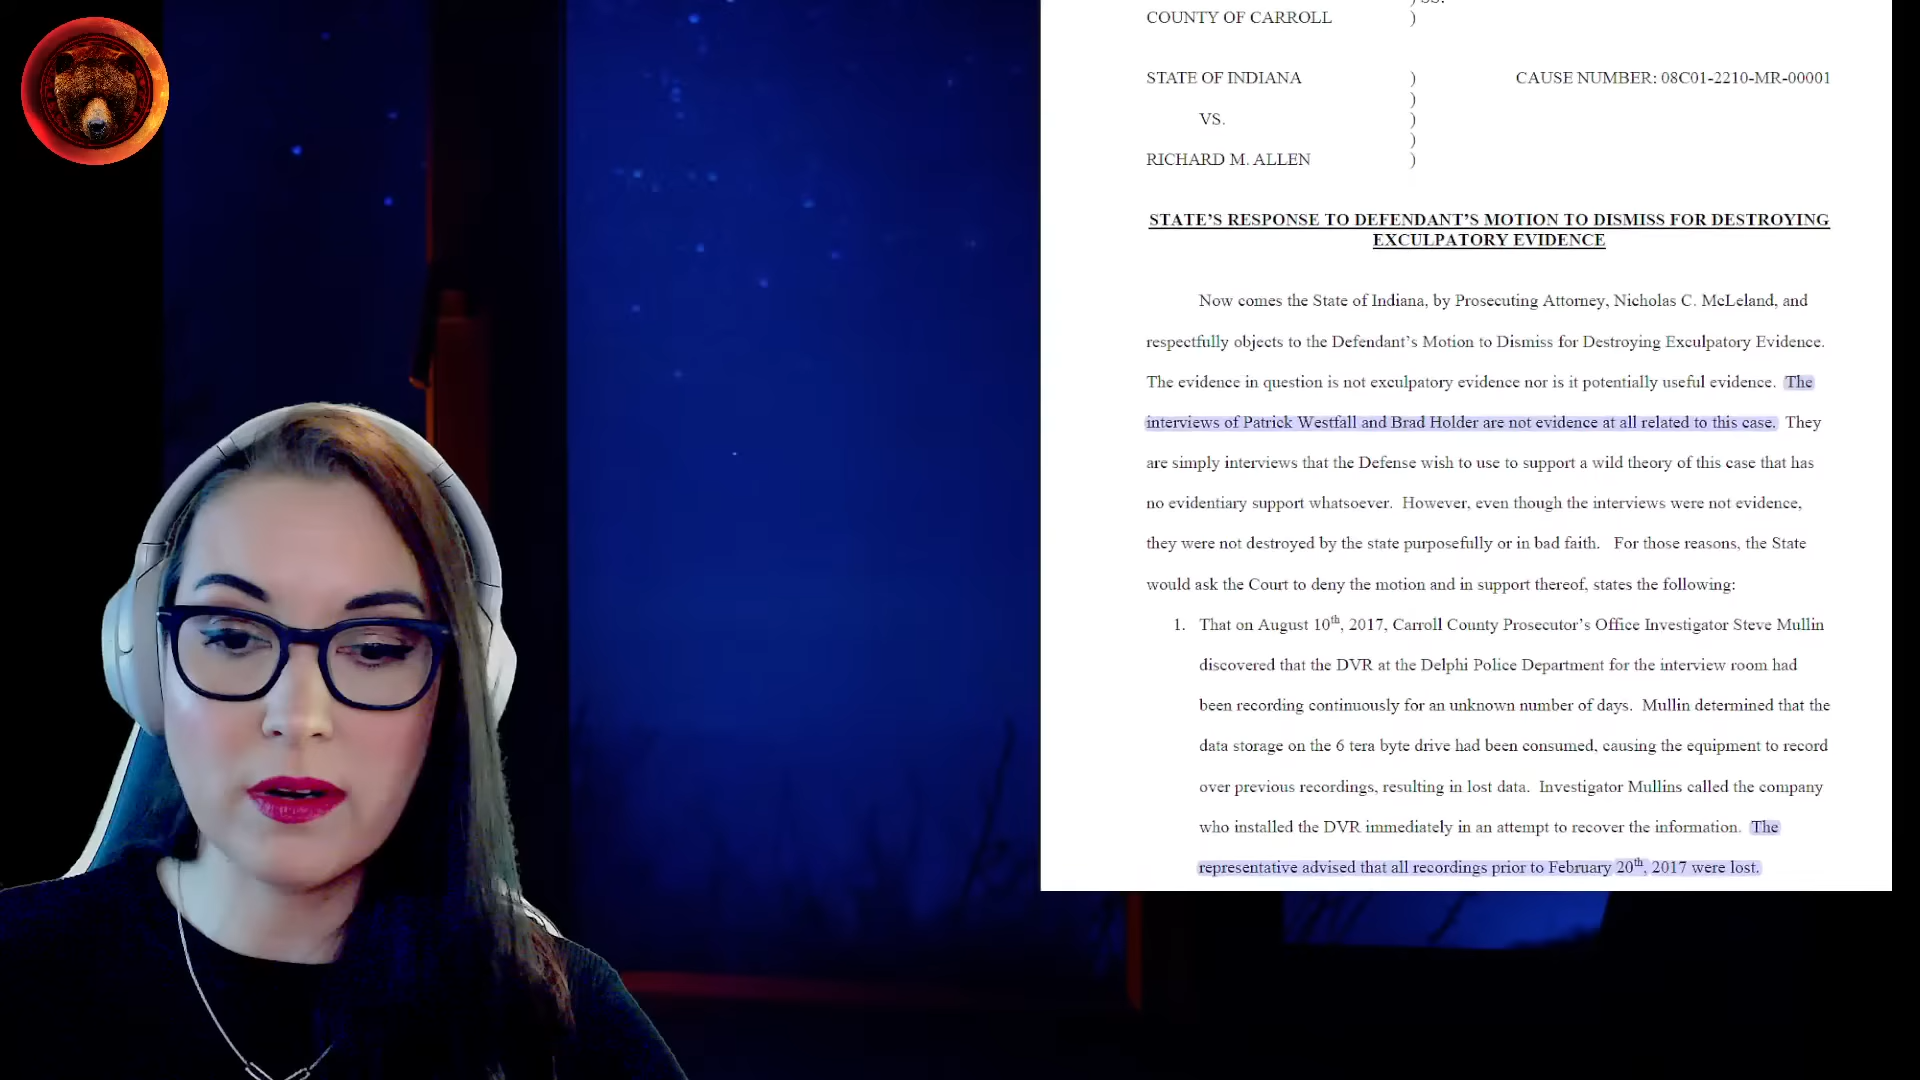 COUNTY OF CARROLL )
STATE OF INDIANA ) CAUSE NUMBER: 08C01-2210-MR-00001
)
VS. )
)
RICHARD M. ALLEN )
STATE’S RESPONSE TO DEFENDANT’S MOTION TO DISMISS FOR DESTROYING
EXCULPATORY EVIDENCE
Now comes the State of Indiana, by Prosecuting Attorney, Nicholas C. McLeland, and
respectfully objects to the Defendant’s Motion to Dismiss for Destroying Exculpatory Evidence.
The evidence in question is not exculpatory evidence nor is it potentially useful evidence. The
interviews of Patrick Westfall and Brad Holder are not evidence at all related to this case. They
are simply interviews that the Defense wish to use to support a wild theory of this case that has
no evidentiary support whatsoever. However, even though the interviews were not evidence,
they were not destroyed by the state purposefully or in bad faith. For those reasons, the State
would ask the Court to deny the motion and in support thereof, states the following:
1. That on August 10th, 2017, Carroll County Prosecutor’s Office Investigator Steve Mullin
discovered that the DVR at the Delphi Police Department for the interview room had
been recording continuously for an unknown number of days. Mullin determined that the
data storage on the 6 tera byte drive had been consumed, causing the equipment to record
over previous recordings, resulting in lost data. Investigator Mullins called the company
who installed the DVR immediately in an attempt to recover the information. The
representative advised that all recordings prior to February 20th, 2017 were lost.